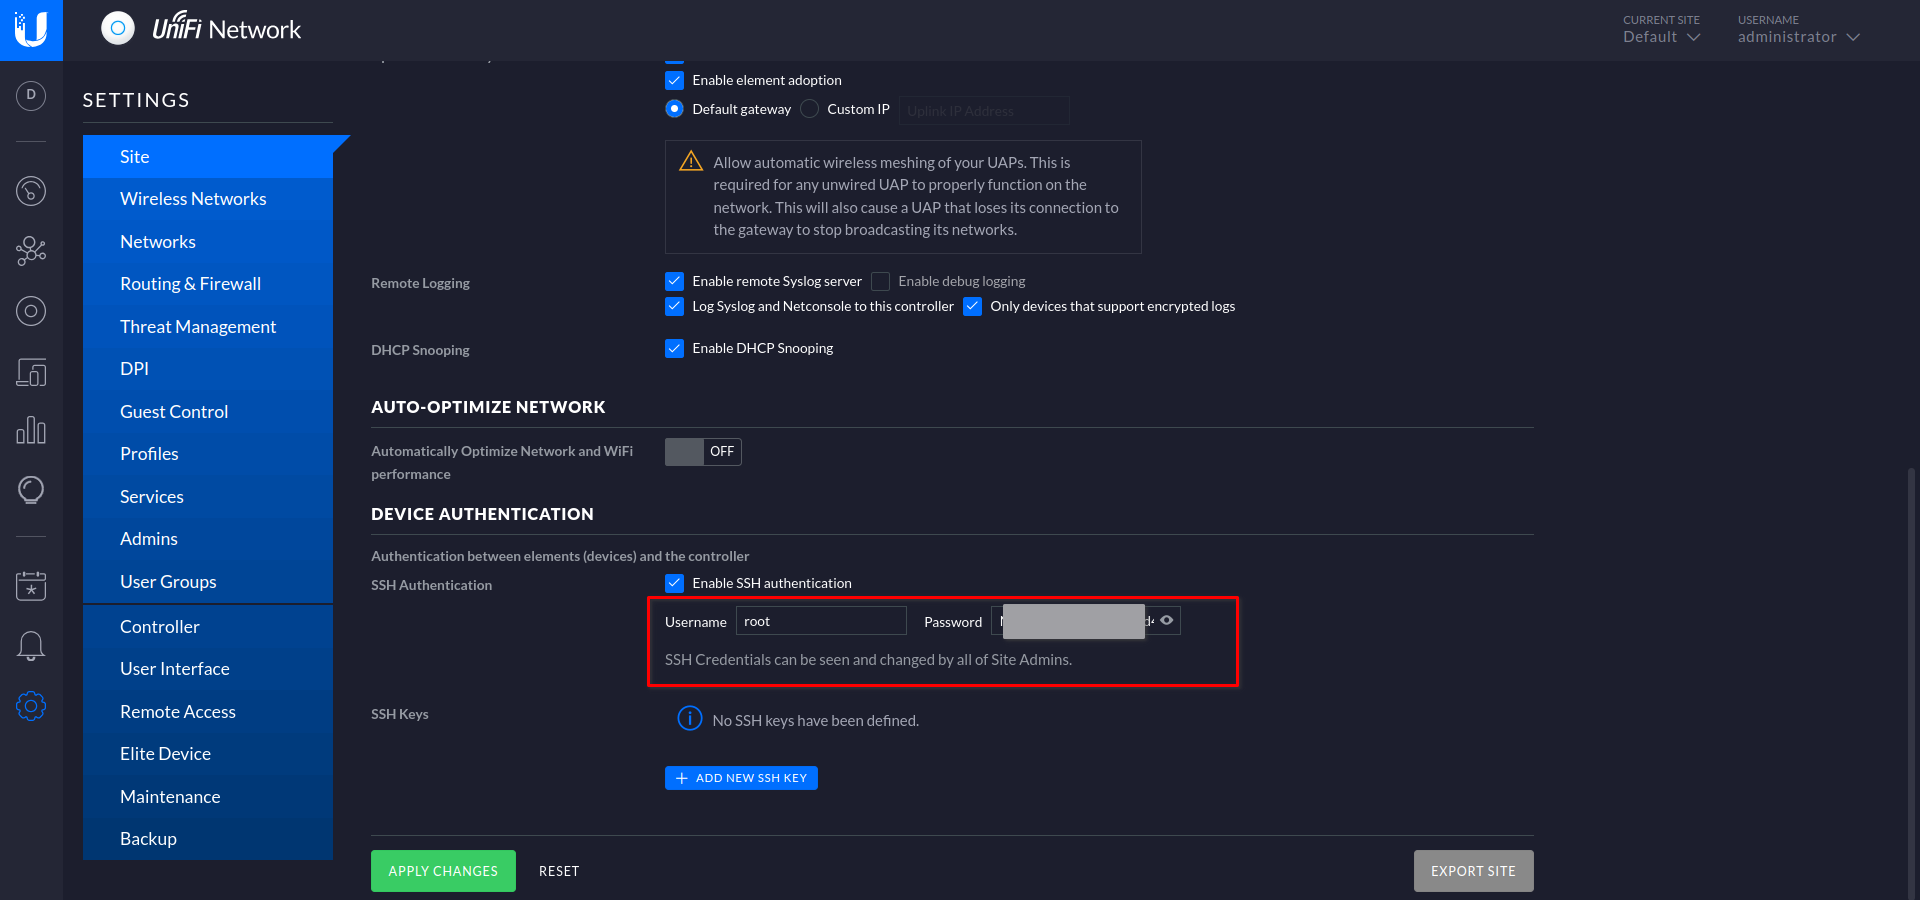 UniFi Network
CURRENT SITE
Default
USERNAME
administrator
D
SETTINGS
Site
Wireless Networks
Networks
Routing & Firewall
Threat Management
DPI
Guest Control
Profiles
Services
Admins
User Groups
Controller
User Interface
Remote Access
Elite Device
Maintenance
Backup
Enable element adoption
Default gateway Custom IP Uplink IP Address
Allow automatic wireless meshing of your UAPs. This is
required for any unwired UAP to properly function on the
network. This will also cause a UAP that loses its connection to
the gateway to stop broadcasting its networks.
Remote Logging
Enable remote Syslog server Enable debug logging
Log Syslog and Netconsole to this controller Only devices that support encrypted logs
DHCP Snooping
Enable DHCP Snooping
AUTO-OPTIMIZE NETWORK
Automatically Optimize Network and WiFi
performance
OFF
DEVICE AUTHENTICATION
Authentication between elements (devices) and the controller
SSH Authentication
Enable SSH authentication
Username root Password
SSH Credentials can be seen and changed by all of Site Admins.
SSH Keys
No SSH keys have been defined.
ADD NEW SSH KEY
APPLY CHANGES RESET EXPORT SITE